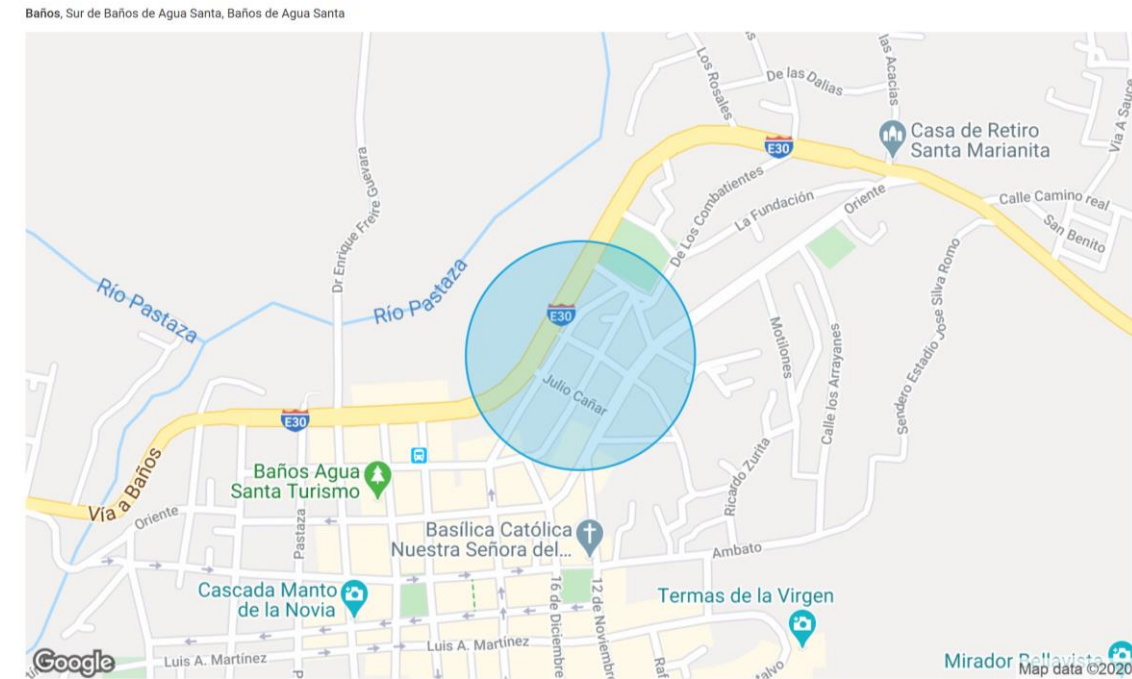 Baños, Sur de Baños de Agua Santa, Baños de Agua Santa
las Acacias
Los Rosales
De las Dalias
Vía A Sauce
E30
Casa de Retiro
Santa Marianita
Dr Enrique Freire Guevara
De Los Combatientes
La Fundación
Oriente
Calle Camino real
San Benito
Río Pastaza
Río Pastaza
E30
Motilones
Calle los Arrayanes
Sendero Estadio Jose Silva Romo
Julio Cañar
E30
Vía a Baños
Baños Agua
Santa Turismo
Ricardo Zurita
Oriente
Pastaza
Basílica Católica
Nuestra Señora del...
Ambato
Cascada Manto
de la Novia
16 de Diciembre
12 de Noviembre
Termas de la Virgen
Luis A. Martínez
Luis A. Martínez
Raf
Google
Mirador Bellavista
Map data ©2020